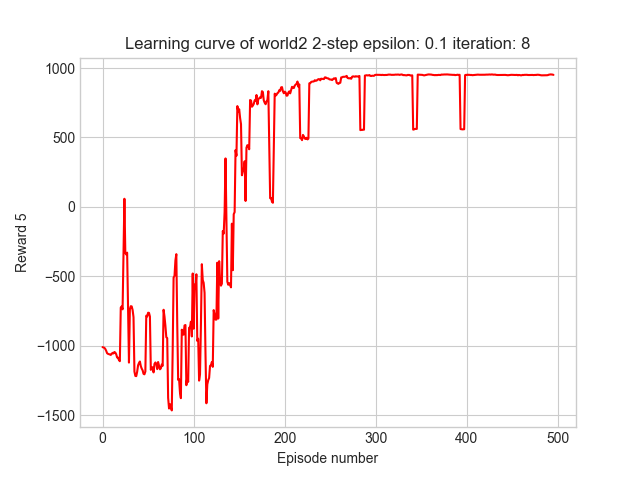 Learning curve of world2 2-step epsilon: 0.1 iteration: 8
1000
500
0
−500
−1000
−1500
Reward 5
0 100 200 300 400 500
Episode number